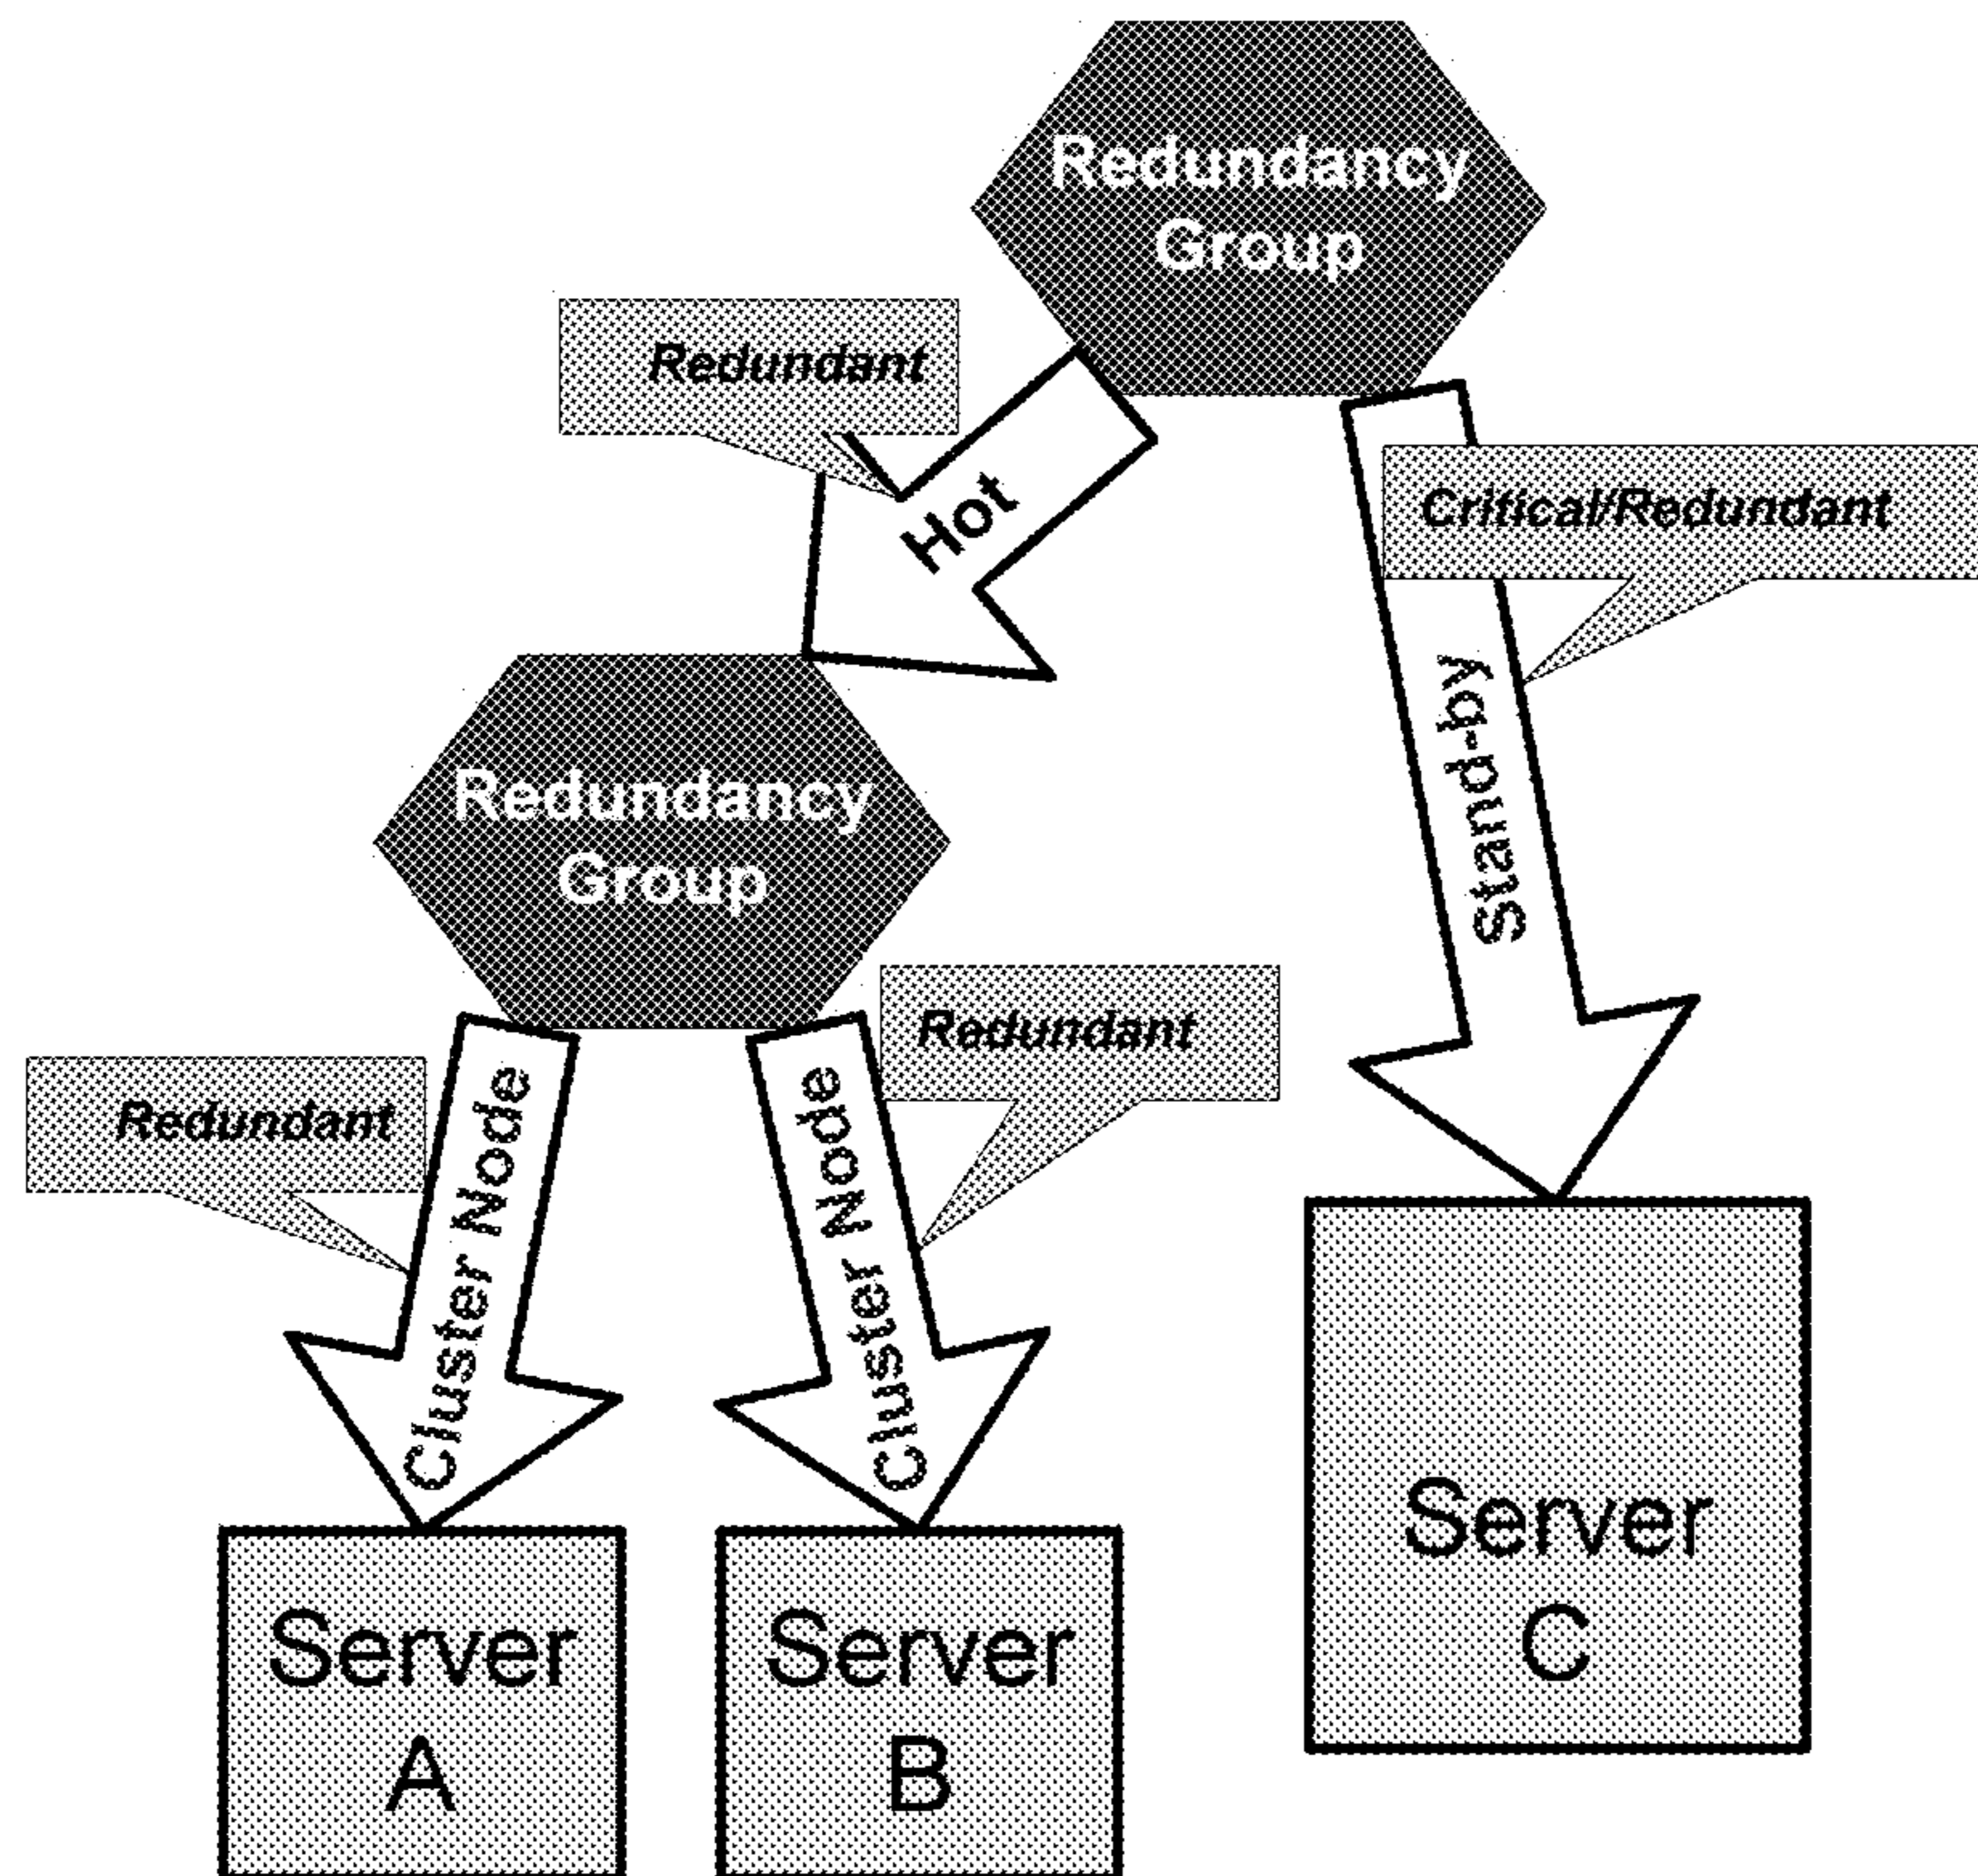 Redundancy
Group
Redundant
Hot
Critical/Redundant
Stand-by
Redundancy
Group
Redundant
Redundant
Cluster Node
Cluster Node
Server
C
Server
A
Server
B